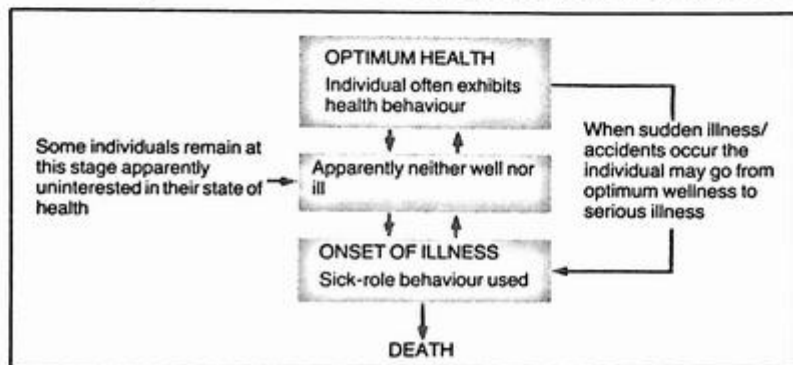 OPTIMUM HEALTH
Individual often exhibits
health behaviour
Some individuals remain at
this stage apparently
uninterested in their state of
health
Apparently neither well nor
ill
When sudden illness/
accidents occur the
individual may go from
optimum wellness to
serious illness
ONSET OF ILLNESS
Sick-role behaviour used
DEATH